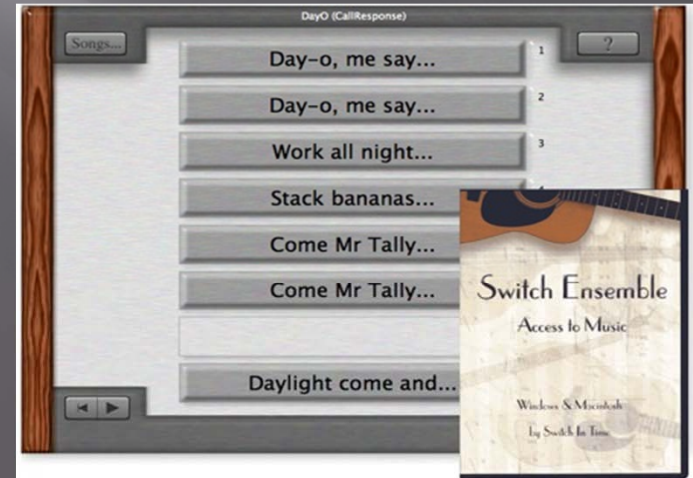 DayO (CallResponse)
Songs...
?
Day-o, me say...
1
Day-o, me say...
2
Work all night...
3
Stack bananas...
Come Mr Tally...
Come Mr Tally...
Daylight come and...
Switch Ensemble
Access to Music
Windows & Macintosh
by Switch In Time